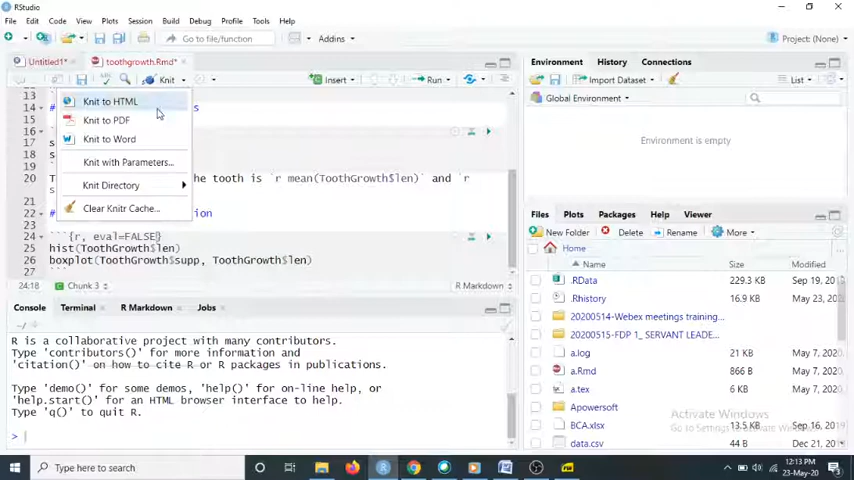 RStudio
File Edit Code View Plots Session Build Debug Profile Tools Help
Go to file/function
Addins
Project: (None)
Untitled1*
toothgrowth.Rmd*
Knit
Insert
Run
Knit to HTML
Knit to PDF
Knit to Word
Knit with Parameters...
Knit Directory
Clear Knitr Cache...
13
14 # s
15
16
17 s
18 s
19
20 T he tooth is `r mean(ToothGrowth$len)` and `r
s
21
22 # ion
23
24 ```{r, eval=FALSE}
25 hist(ToothGrowth$len)
26 boxplot(ToothGrowth$supp, ToothGrowth$len)
27 ```
24:18 Chunk 3 R Markdown
Console Terminal R Markdown Jobs
~/
R is a collaborative project with many contributors.
Type 'contributors()' for more information and
'citation()' on how to cite R or R packages in publications.
Type 'demo()' for some demos, 'help()' for on-line help, or
'help.start()' for an HTML browser interface to help.
Type 'q()' to quit R.
>
Environment History Connections
Import Dataset
List
Global Environment
Environment is empty
Files Plots Packages Help Viewer
New Folder Delete Rename More
Home
Name Size Modified
.RData 229.3 KB Sep 19, 20
.Rhistory 16.9 KB May 23, 20
20200514-Webex meetings training...
20200515-FDP 1_ SERVANT LEADE...
a.log 21 KB May 7, 2020,
a.Rmd 866 B May 7, 2020,
a.tex 6 KB May 7, 2020,
Apowersoft
BCA.xlsx 13.5 KB Sep 16, 20
data.csv 44 B May 7, 2020,
Activate Windows
Go to Settings to activate Windows.
Type here to search
12:13 PM
23-May-20